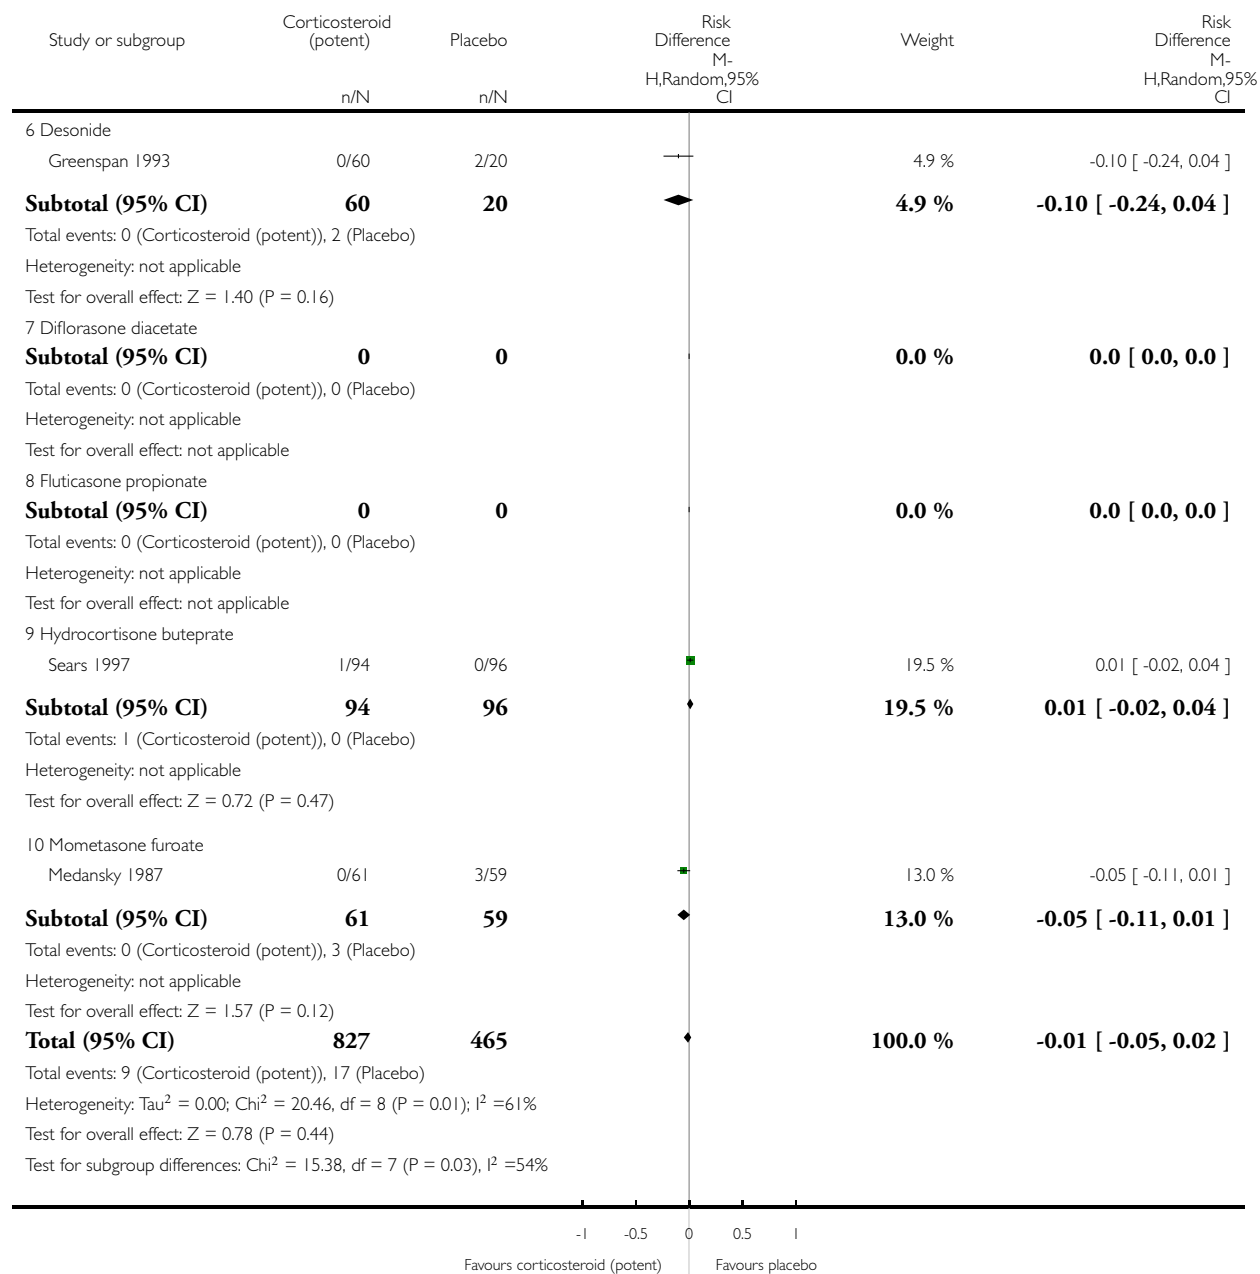 Study or subgroup Corticosteroid (potent) Placebo Risk Difference Weight Risk Difference
M-H,Random,95% CI M-H,Random,95% CI
n/N n/N
6 Desonide
Greenspan 1993 0/60 2/20 4.9 % -0.10 [ -0.24, 0.04 ]
Subtotal (95% CI) 60 20 4.9 % -0.10 [ -0.24, 0.04 ]
Total events: 0 (Corticosteroid (potent)), 2 (Placebo)
Heterogeneity: not applicable
Test for overall effect: Z = 1.40 (P = 0.16)
7 Diflorasone diacetate
Subtotal (95% CI) 0 0 0.0 % 0.0 [ 0.0, 0.0 ]
Total events: 0 (Corticosteroid (potent)), 0 (Placebo)
Heterogeneity: not applicable
Test for overall effect: not applicable
8 Fluticasone propionate
Subtotal (95% CI) 0 0 0.0 % 0.0 [ 0.0, 0.0 ]
Total events: 0 (Corticosteroid (potent)), 0 (Placebo)
Heterogeneity: not applicable
Test for overall effect: not applicable
9 Hydrocortisone buteprate
Sears 1997 1/94 0/96 19.5 % 0.01 [ -0.02, 0.04 ]
Subtotal (95% CI) 94 96 19.5 % 0.01 [ -0.02, 0.04 ]
Total events: 1 (Corticosteroid (potent)), 0 (Placebo)
Heterogeneity: not applicable
Test for overall effect: Z = 0.72 (P = 0.47)
10 Mometasone furoate
Medansky 1987 0/61 3/59 13.0 % -0.05 [ -0.11, 0.01 ]
Subtotal (95% CI) 61 59 13.0 % -0.05 [ -0.11, 0.01 ]
Total events: 0 (Corticosteroid (potent)), 3 (Placebo)
Heterogeneity: not applicable
Test for overall effect: Z = 1.57 (P = 0.12)
Total (95% CI) 827 465 100.0 % -0.01 [ -0.05, 0.02 ]
Total events: 9 (Corticosteroid (potent)), 17 (Placebo)
Heterogeneity: Tau² = 0.00; Chi² = 20.46, df = 8 (P = 0.01); I² =61%
Test for overall effect: Z = 0.78 (P = 0.44)
Test for subgroup differences: Chi² = 15.38, df = 7 (P = 0.03), I² =54%
-1 -0.5 0 0.5 1
Favours corticosteroid (potent) Favours placebo